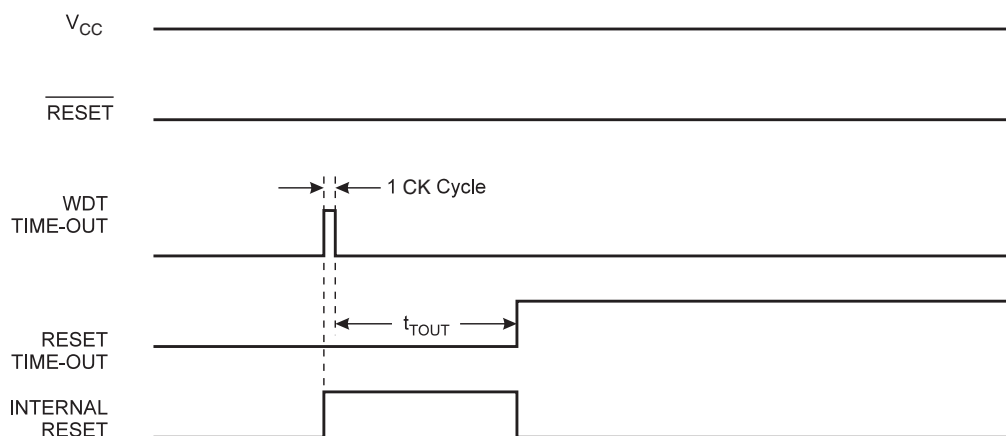 VCC
RESET
WDT
TIME-OUT
1 CK Cycle
RESET
TIME-OUT
tTOUT
INTERNAL
RESET